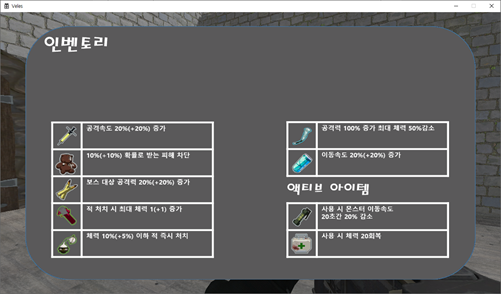 Veles
인벤토리
공격속도 20%(+20%) 증가
10%(+10%) 확률로 받는 피해 차단
보스 대상 공격력 20%(+20%) 증가
적 처치 시 최대 체력 1(+1) 증가
체력 10%(+5%) 이하 적 즉시 처치
공격력 100% 증가 최대 체력 50%감소
이동속도 20%(+20%) 증가
액티브 아이템
사용 시 몬스터 이동속도
20초간 20% 감소
사용 시 체력 20회복